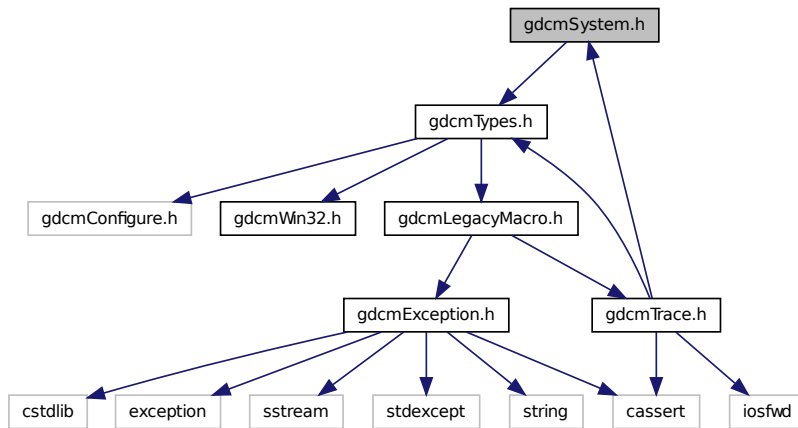 gdcmSystem.h
gdcmTypes.h
gdcmConfigure.h
gdcmWin32.h
gdcmLegacyMacro.h
gdcmException.h
gdcmTrace.h
cstdlib
exception
sstream
stdexcept
string
cassert
iosfwd